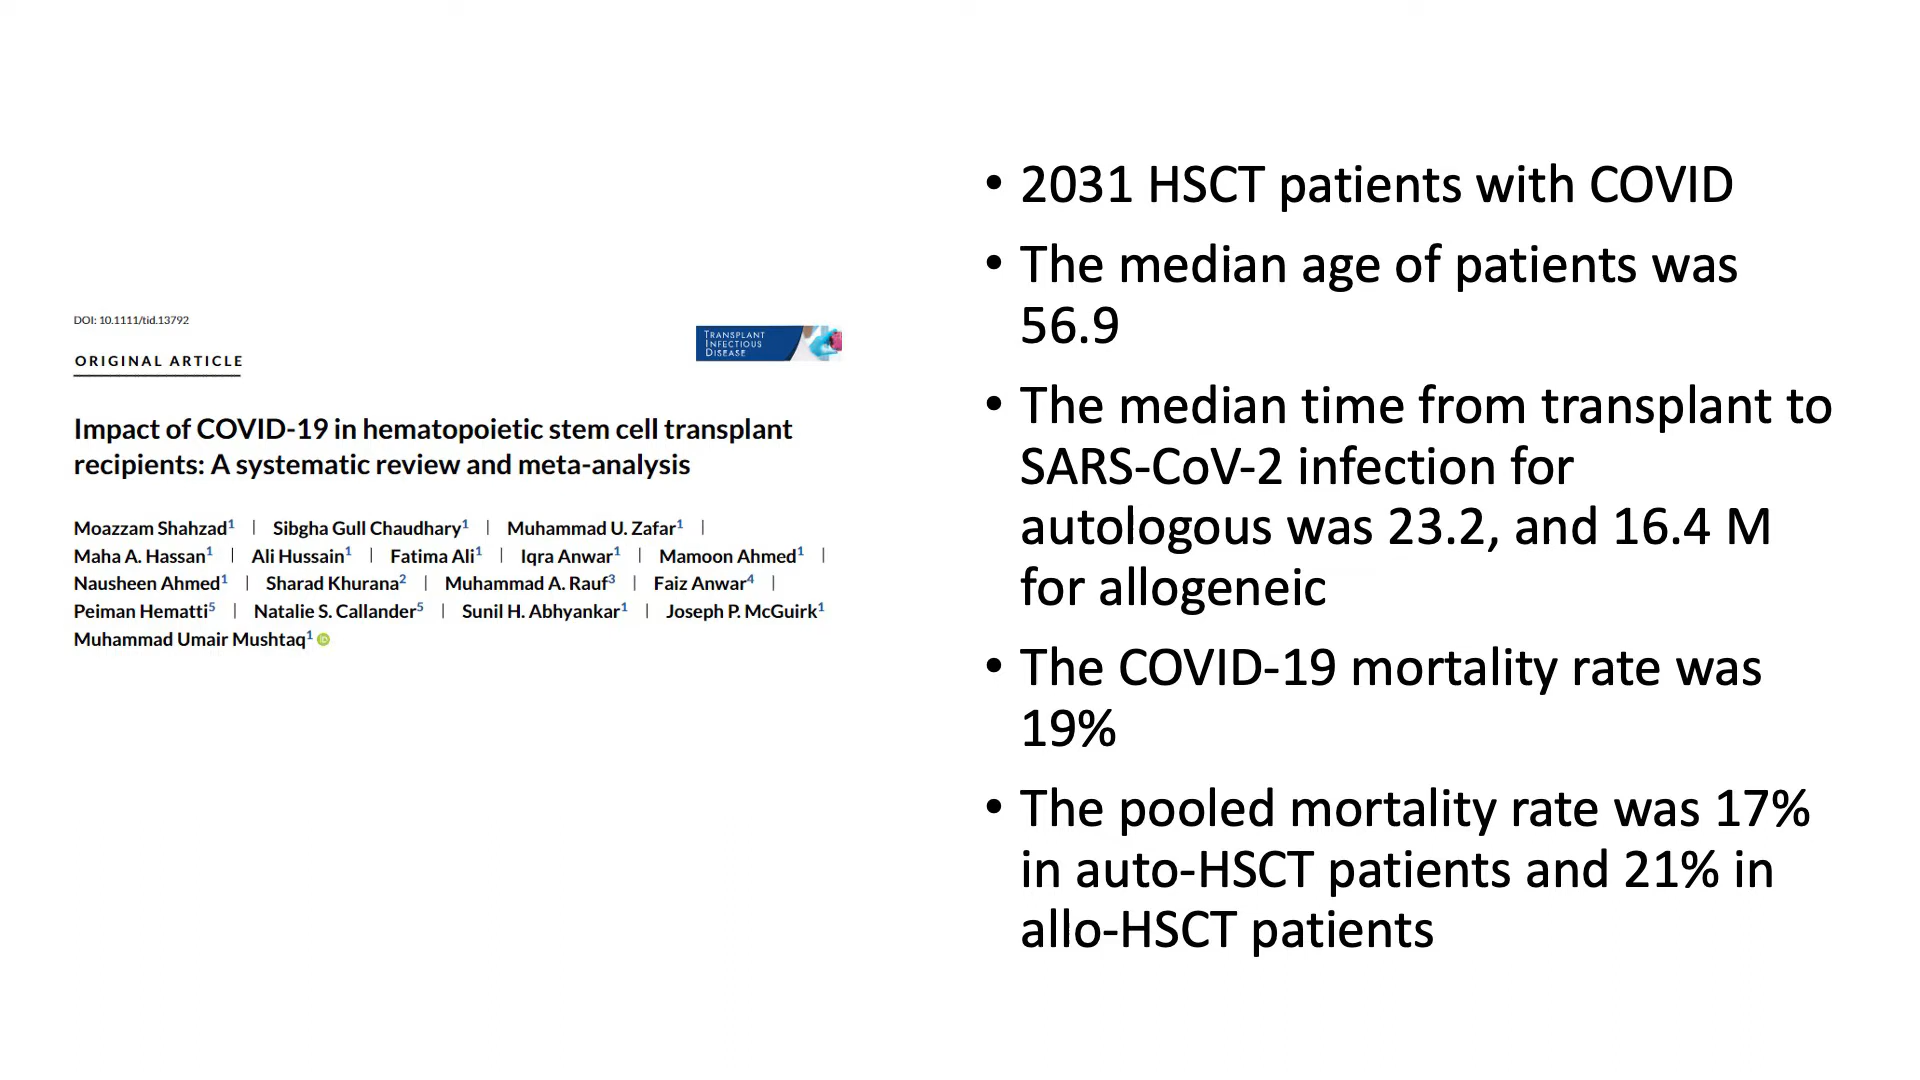 DOI: 10.1111/tid.13792
ORIGINAL ARTICLE
TRANSPLANT
INFECTIOUS
DISEASE
Impact of COVID-19 in hematopoietic stem cell transplant
recipients: A systematic review and meta-analysis
Moazzam Shahzad1 | Sibgha Gull Chaudhary1 | Muhammad U. Zafar1 |
Maha A. Hassan1 | Ali Hussain1 | Fatima Ali1 | Iqra Anwar1 | Mamoon Ahmed1 |
Nausheen Ahmed1 | Sharad Khurana2 | Muhammad A. Rauf3 | Faiz Anwar4 |
Peiman Hematti5 | Natalie S. Callander5 | Sunil H. Abhyankar1 | Joseph P. McGuirk1
Muhammad Umair Mushtaq1 iD
• 2031 HSCT patients with COVID
• The median age of patients was
56.9
• The median time from transplant to
SARS-CoV-2 infection for
autologous was 23.2, and 16.4 M
for allogeneic
• The COVID-19 mortality rate was
19%
• The pooled mortality rate was 17%
in auto-HSCT patients and 21% in
allo-HSCT patients